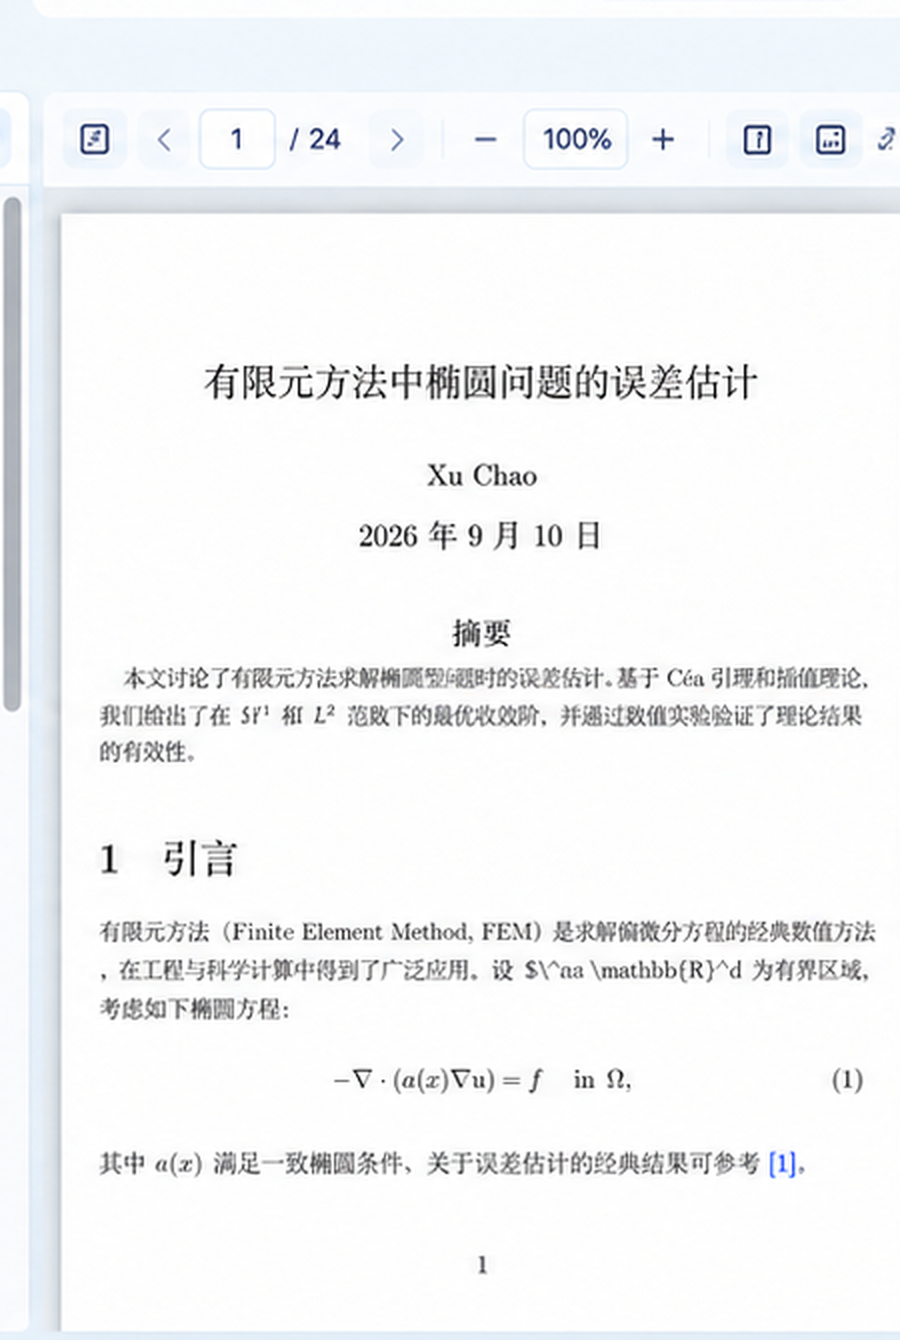 1 / 24
100%
有限元方法中椭圆问题的误差估计
Xu Chao
2026 年 9 月 10 日
摘要
本文讨论了有限元方法求解椭圆时的误差估计。基于 Céa 引理和插值理论,
我们给出了在 和 L² 范数下的最优收敛阶，并通过数值实验验证了理论结果
的有效性。
1 引言
有限元方法（Finite Element Method, FEM）是求解偏微分方程的经典数值方法
，在工程与科学计算中得到了广泛应用。设 $\^aa \mathbb{R}^d 为有界区域,
考虑如下椭圆方程:
−∇ · (a(x)∇u) = f in Ω, (1)
其中 a(x) 满足一致椭圆条件、关于误差估计的经典结果可参考 [1]。
1